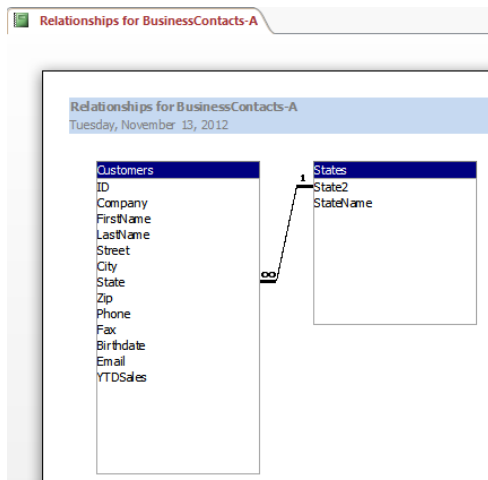 Relationships for BusinessContacts-A
Relationships for BusinessContacts-A
Tuesday, November 13, 2012
Customers
ID
Company
FirstName
LastName
Street
City
State
Zip
Phone
Fax
Birthdate
Email
YTDSales
∞
1
States
State2
StateName